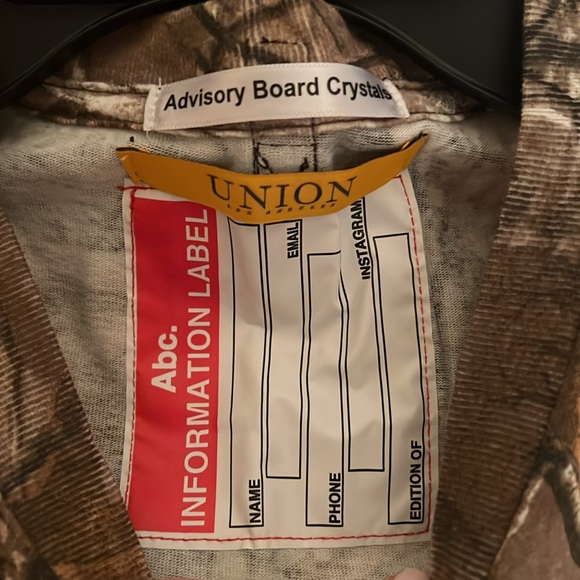 Advisory Board Crystals
UNION
LOS ANGELES
Abc.
INFORMATION LABEL
NAME
EMAIL
PHONE
INSTAGRAM
EDITION OF